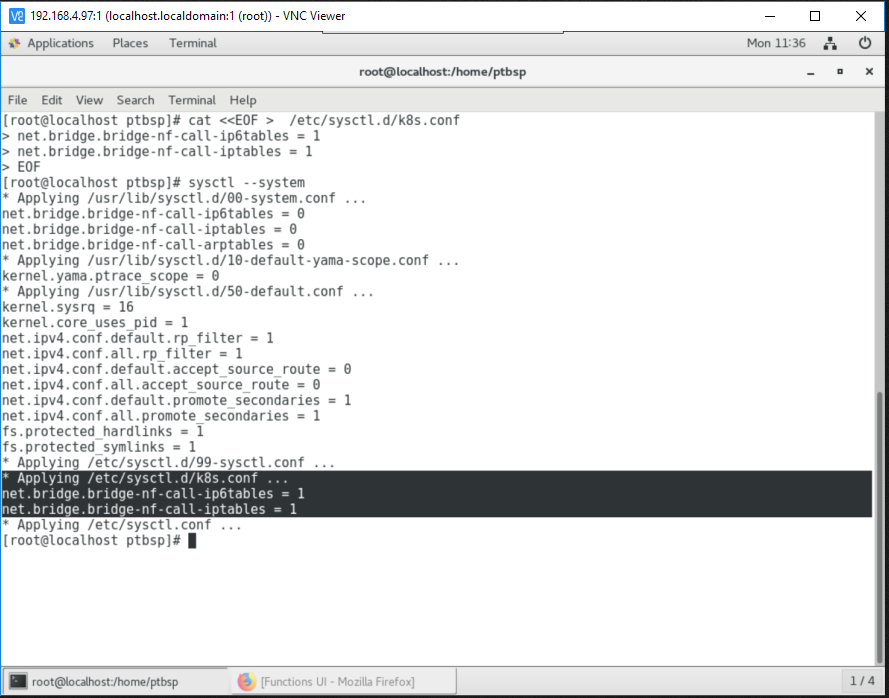 192.168.4.97:1 (localhost.localdomain:1 (root)) - VNC Viewer
Applications Places Terminal Mon 11:36
root@localhost:/home/ptbsp
File Edit View Search Terminal Help
[root@localhost ptbsp]# cat <<EOF >  /etc/sysctl.d/k8s.conf
> net.bridge.bridge-nf-call-ip6tables = 1
> net.bridge.bridge-nf-call-iptables = 1
> EOF
[root@localhost ptbsp]# sysctl --system
* Applying /usr/lib/sysctl.d/00-system.conf ...
net.bridge.bridge-nf-call-ip6tables = 0
net.bridge.bridge-nf-call-iptables = 0
net.bridge.bridge-nf-call-arptables = 0
* Applying /usr/lib/sysctl.d/10-default-yama-scope.conf ...
kernel.yama.ptrace_scope = 0
* Applying /usr/lib/sysctl.d/50-default.conf ...
kernel.sysrq = 16
kernel.core_uses_pid = 1
net.ipv4.conf.default.rp_filter = 1
net.ipv4.conf.all.rp_filter = 1
net.ipv4.conf.default.accept_source_route = 0
net.ipv4.conf.all.accept_source_route = 0
net.ipv4.conf.default.promote_secondaries = 1
net.ipv4.conf.all.promote_secondaries = 1
fs.protected_hardlinks = 1
fs.protected_symlinks = 1
* Applying /etc/sysctl.d/99-sysctl.conf ...
* Applying /etc/sysctl.d/k8s.conf ...
net.bridge.bridge-nf-call-ip6tables = 1
net.bridge.bridge-nf-call-iptables = 1
* Applying /etc/sysctl.conf ...
[root@localhost ptbsp]#
root@localhost:/home/ptbsp [Functions UI - Mozilla Firefox] 1 / 4